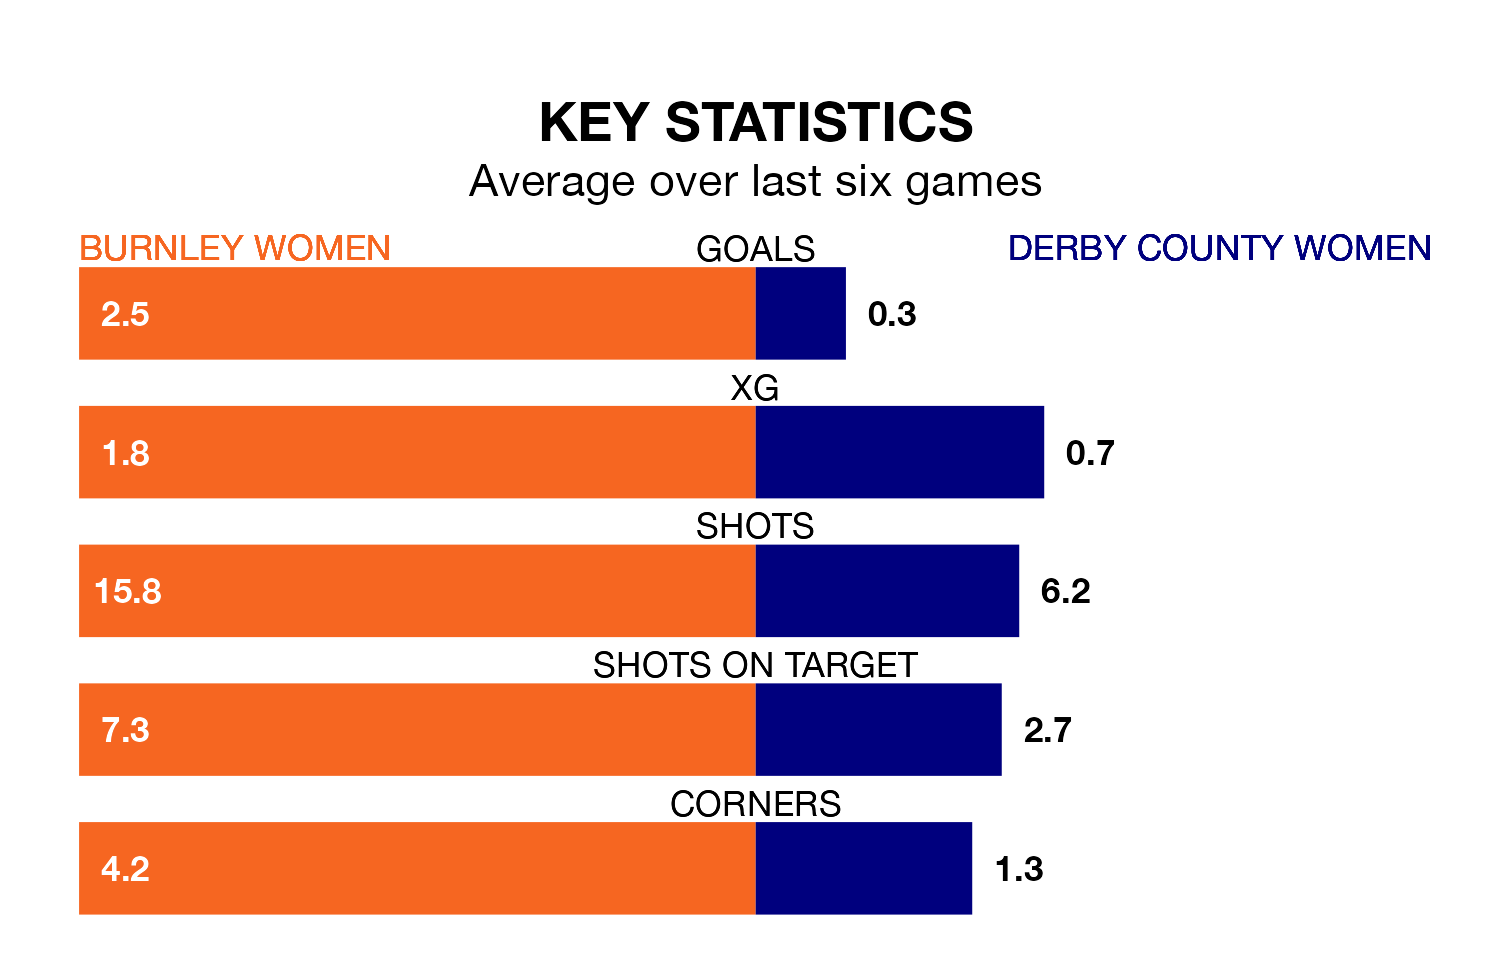 KEY STATISTICS
Average over last six games
BURNLEY WOMEN GOALS DERBY COUNTY WOMEN
2.5 0.3
XG
1.8 0.7
SHOTS
15.8 6.2
SHOTS ON TARGET
7.3 2.7
CORNERS
4.2 1.3